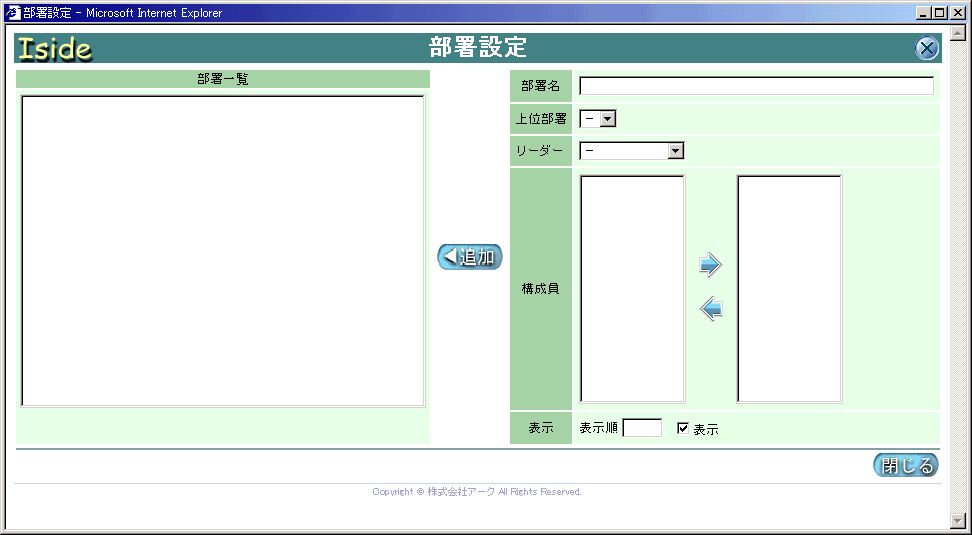 部署設定 - Microsoft Internet Explorer
Iside
部署設定
部署一覧
部署名
上位部署
－
リーダー
－
追加
構成員
表示
表示順
表示
閉じる
Copyright © 株式会社アーク All Rights Reserved.